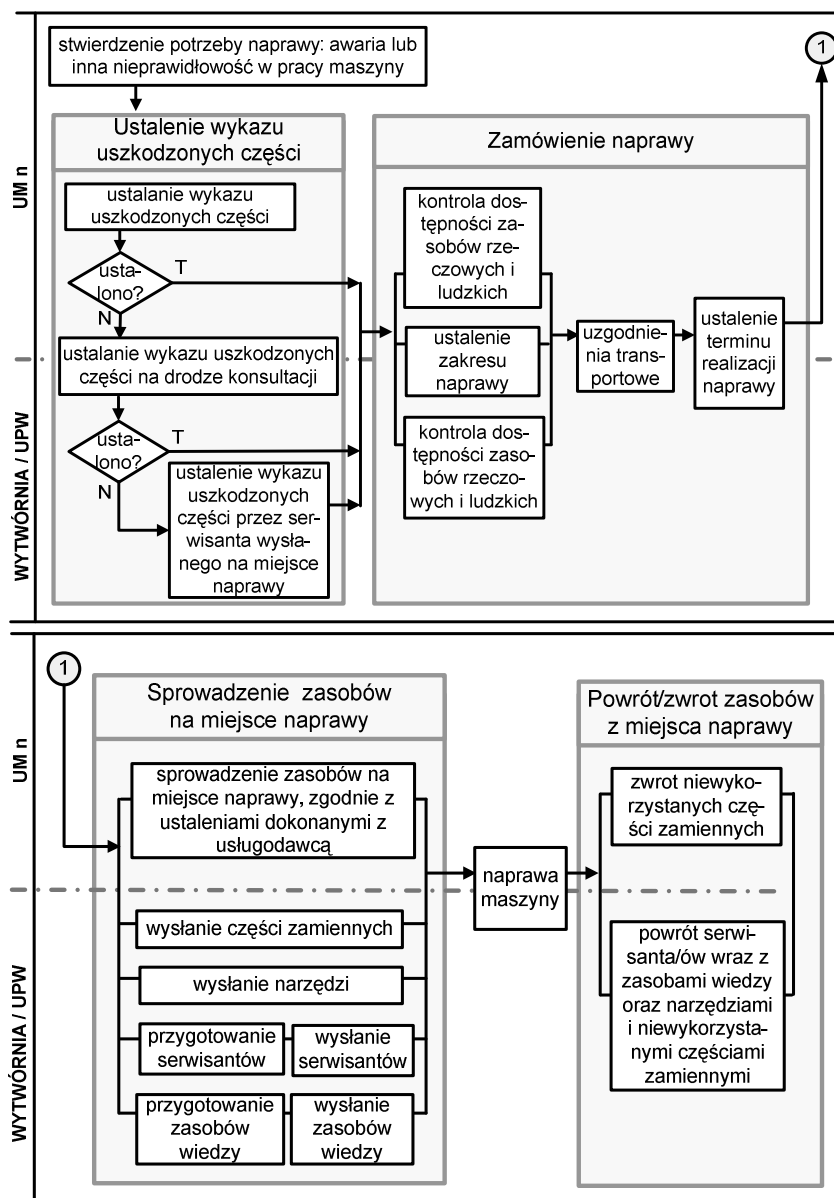 stwierdzenie potrzeby naprawy: awaria lub
inna nieprawidłowość w pracy maszyny
1
UM n
Ustalenie wykazu
uszkodzonych części
Zamówienie naprawy
ustalanie wykazu
uszkodzonych części
usta-
lono?
T
N
ustalanie wykazu uszkodzonych
części na drodze konsultacji
usta-
lono?
T
N
ustalenie wykazu
uszkodzonych
części przez ser-
wisanta wysła-
nego na miejsce
naprawy
kontrola dos-
tępności za-
sobów rze-
czowych i
ludzkich
ustalenie
zakresu
naprawy
kontrola dos-
tępności zaso-
bów rzeczo-
wych i ludzkich
uzgodnie-
nia trans-
portowe
ustalenie
terminu
realizacji
naprawy
WYTWÓRNIA / UPW
1
UM n
Sprowadzenie zasobów
na miejsce naprawy
Powrót/zwrot zasobów
z miejsca naprawy
sprowadzenie zasobów na
miejsce naprawy, zgodnie z
ustaleniami dokonanymi z
usługodawcą
wysłanie części zamiennych
wysłanie narzędzi
przygotowanie
serwisantów
wysłanie
serwisantów
przygotowanie
zasobów
wiedzy
wysłanie
zasobów
wiedzy
naprawa
maszyny
zwrot niewyko-
rzystanych czę-
ści zamiennych
powrót serwi-
santa/ów wraz z
zasobami wiedzy
oraz narzędziami
i niewykorzysta-
nymi częściami
zamiennymi
WYTWÓRNIA / UPW